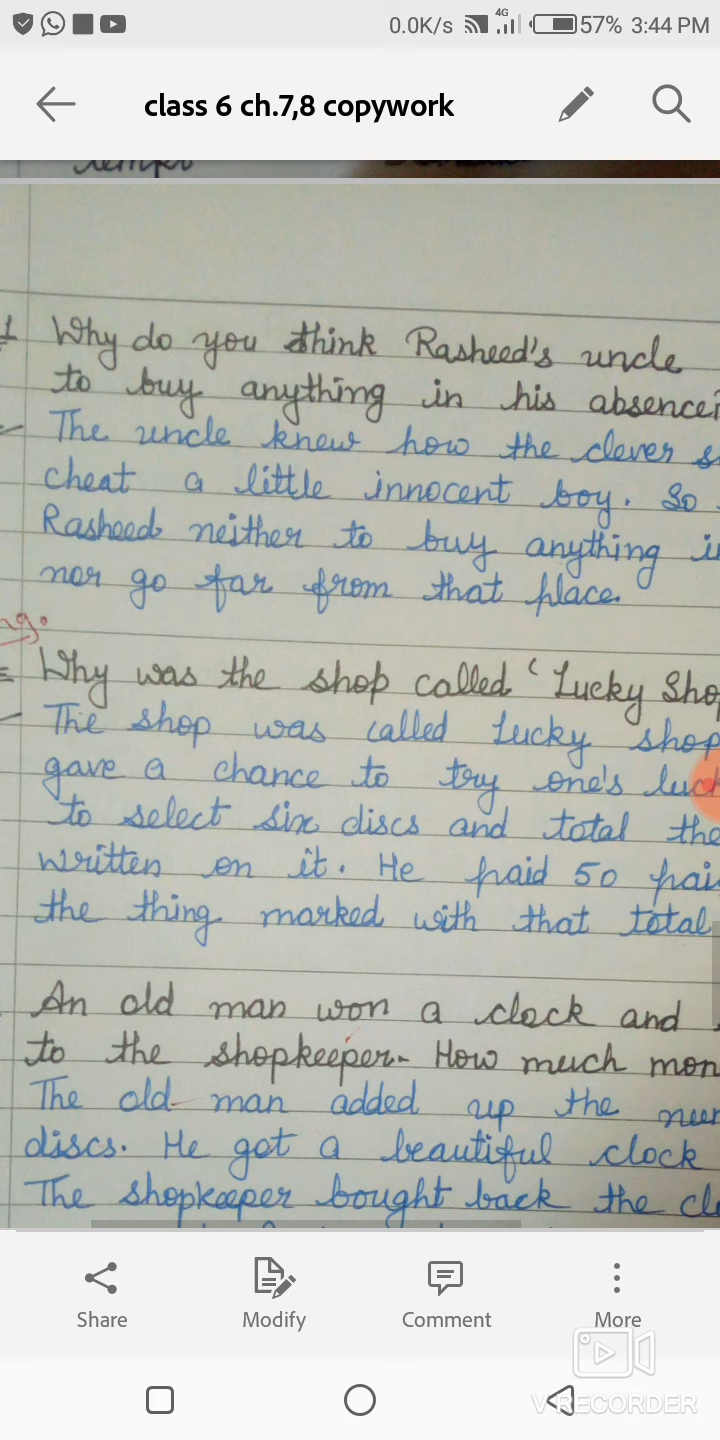 0.0K/s 4G 57% 3:44 PM
class 6 ch.7,8 copywork
1 Why do you think Rasheed's uncle
to buy anything in his absence
The uncle knew how the clever s
cheat a little innocent boy. So
Rasheed neither to buy anything i
nor go far from that place.
ng.
Why was the shop called 'Lucky Sho
The shop was called Lucky shop
gave a chance to try one's luck
to select six discs and total the
written on it. He paid 50 pai
the thing marked with that total
An old man won a clock and
to the shopkeeper. How much mon
The old man added up the num
discs. He got a beautiful clock
The shopkeeper bought back the cl
Share Modify Comment More
V RECORDER